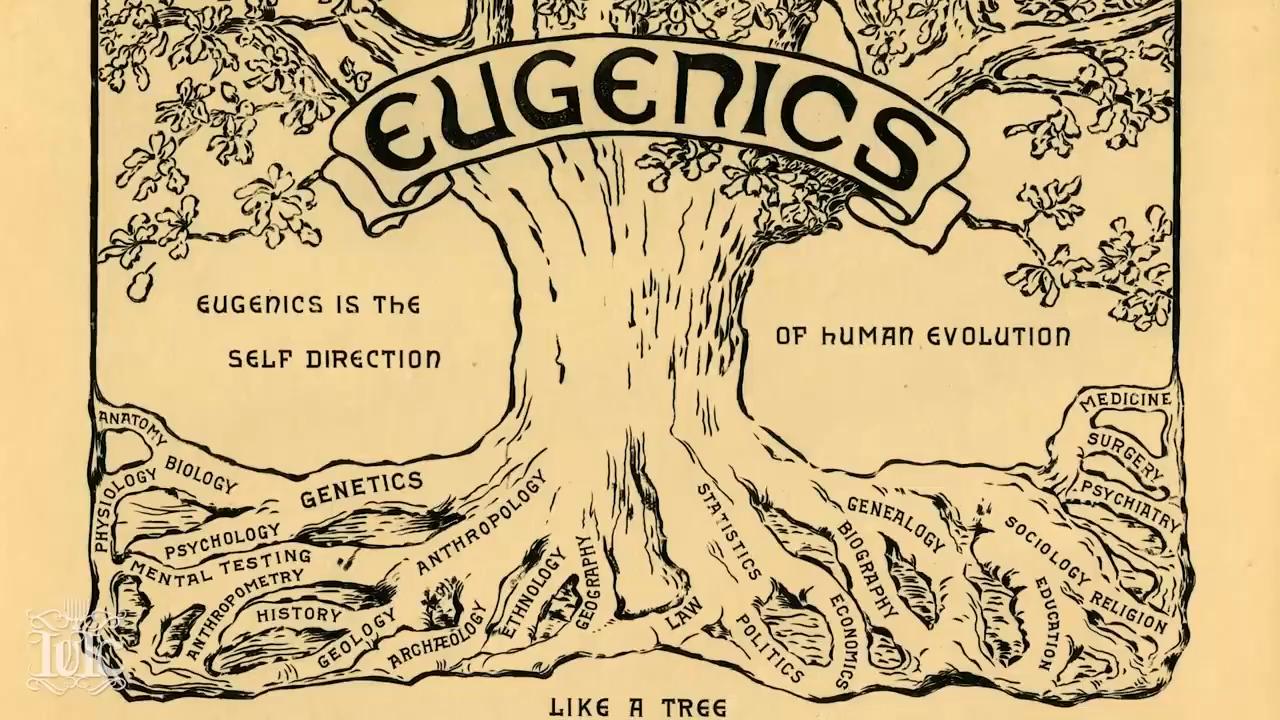 EUGENICS
EUGENICS IS THE
SELF DIRECTION
OF HUMAN EVOLUTION
ANATOMY
BIOLOGY
PHYSIOLOGY
GENETICS
PSYCHOLOGY
MENTAL TESTING
ANTHROPOMETRY
HISTORY
GEOLOGY
ANTHROPOLOGY
ARCHÆOLOGY
ETHNOLOGY
GEOGRAPHY
LAW
STATISTICS
POLITICS
ECONOMICS
BIOGRAPHY
GENEALOGY
EDUCATION
SOCIOLOGY
RELIGION
PSYCHIATRY
SURGERY
MEDICINE
LIKE A TREE